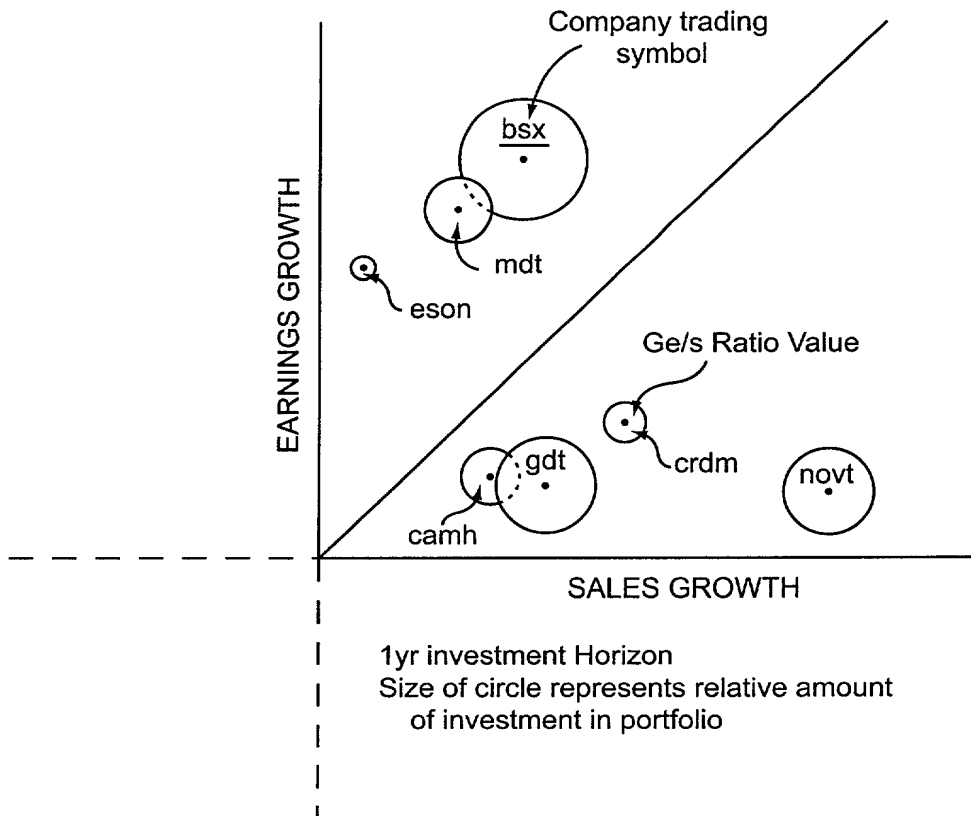 Company trading
symbol
bsx
mdt
eson
EARNINGS GROWTH
Ge/s Ratio Value
crdm
gdt
novt
camh
SALES GROWTH
1yr investment Horizon
Size of circle represents relative amount
of investment in portfolio